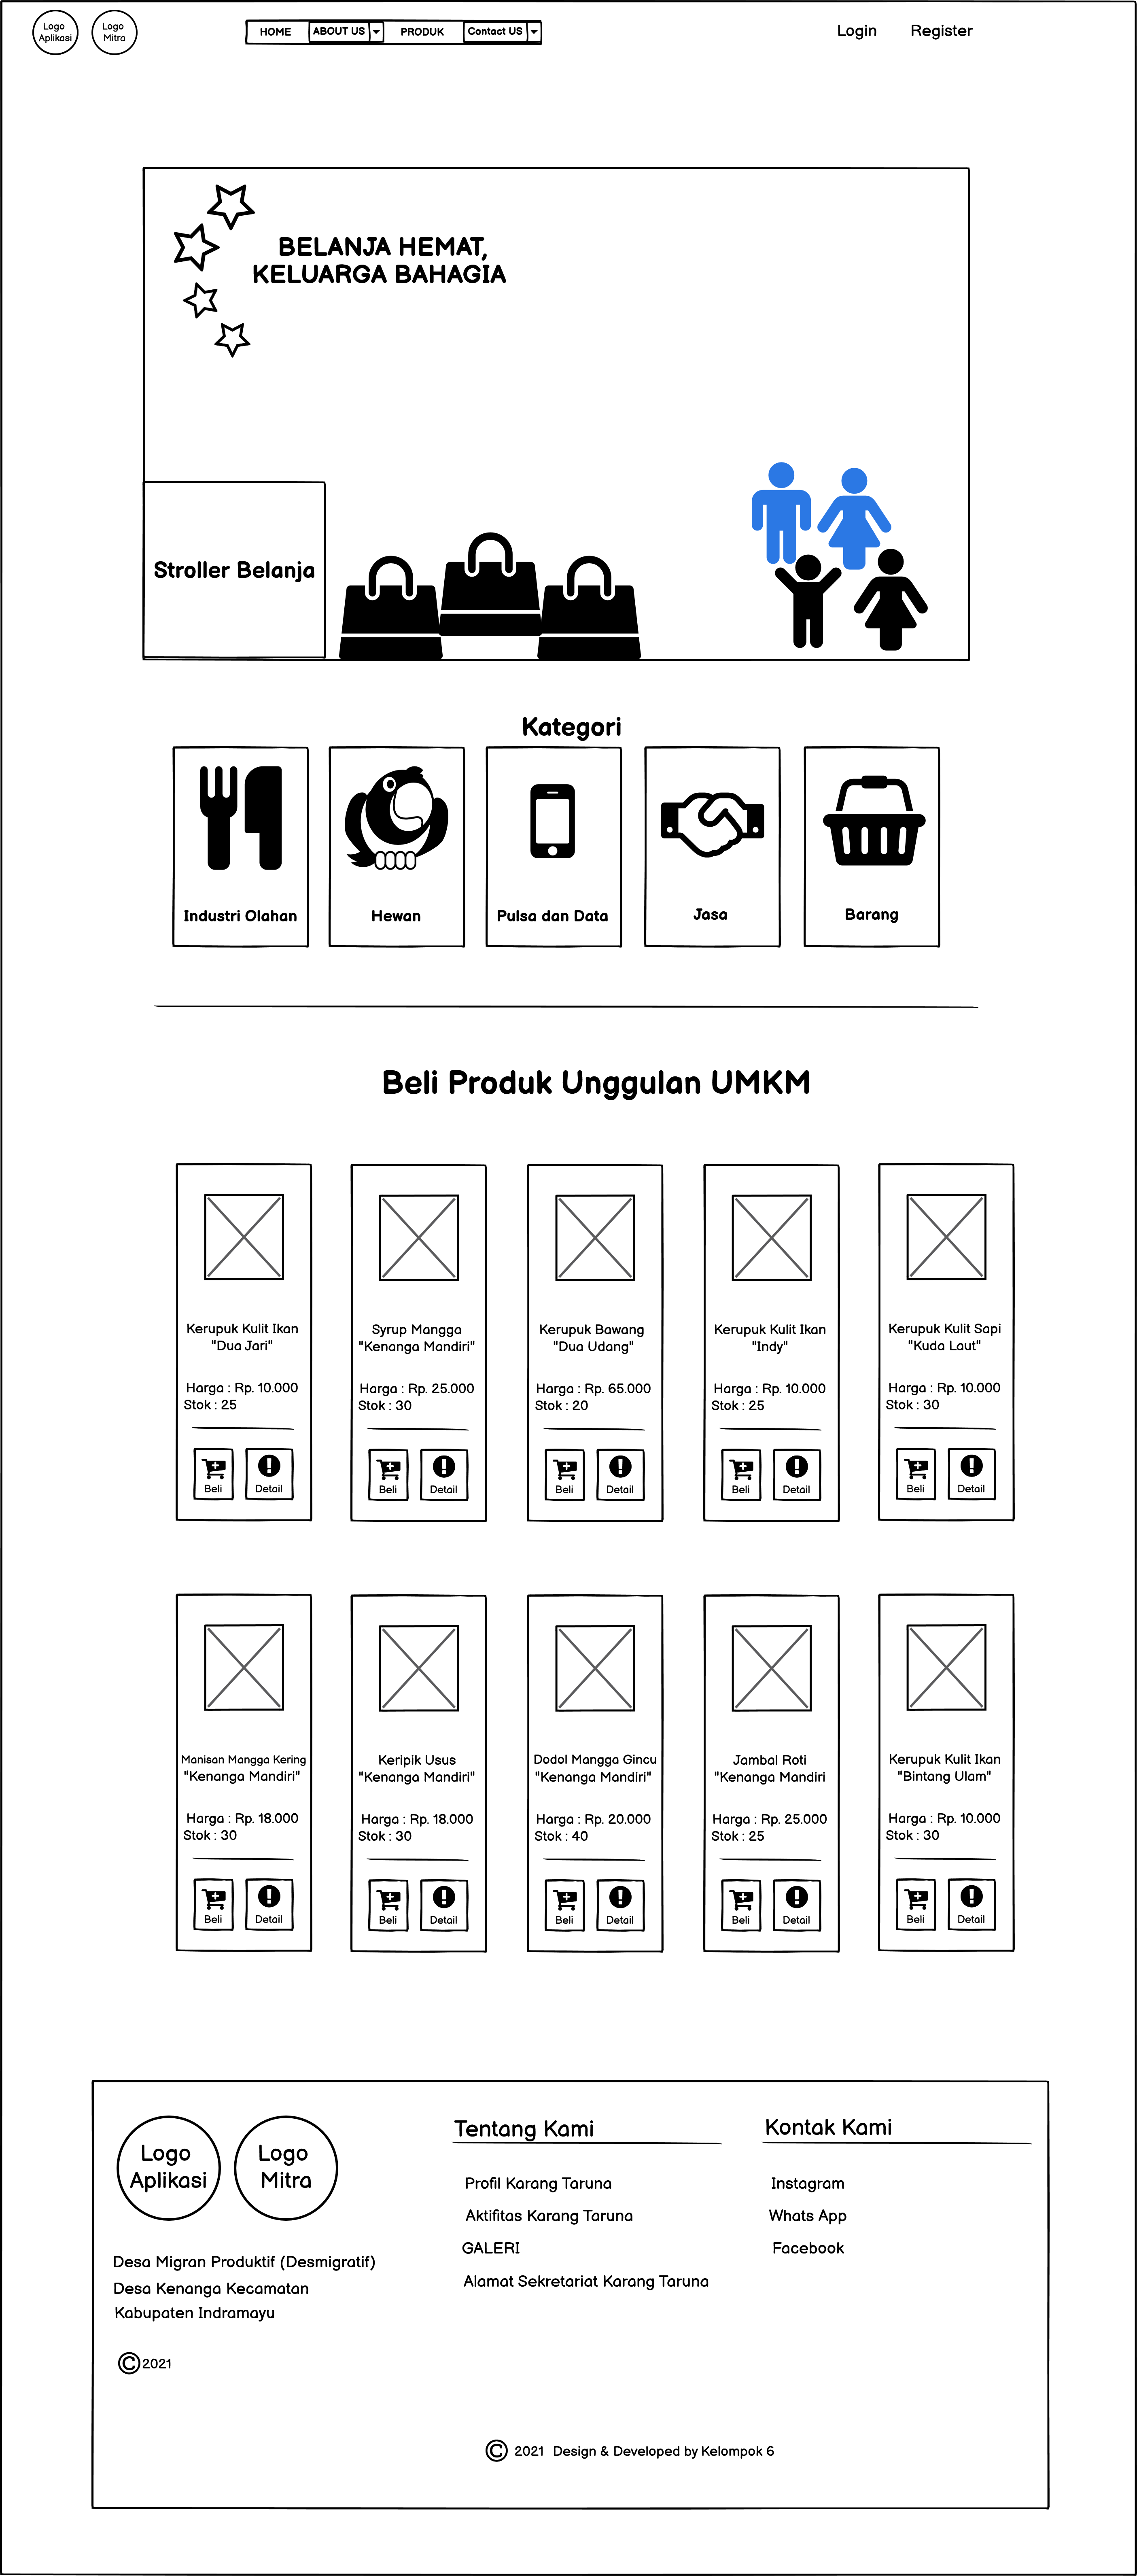 Logo
Aplikasi
Logo
Mitra
HOME
ABOUT US
PRODUK
Contact US
Login
Register
BELANJA HEMAT,
KELUARGA BAHAGIA
Stroller Belanja
Kategori
Industri Olahan
Hewan
Pulsa dan Data
Jasa
Barang
Beli Produk Unggulan UMKM
Kerupuk Kulit Ikan
"Dua Jari"
Harga : Rp. 10.000
Stok : 25
Beli
Detail
Syrup Mangga
"Kenanga Mandiri"
Harga : Rp. 25.000
Stok : 30
Beli
Detail
Kerupuk Bawang
"Dua Udang"
Harga : Rp. 65.000
Stok : 20
Beli
Detail
Kerupuk Kulit Ikan
"Indy"
Harga : Rp. 10.000
Stok : 25
Beli
Detail
Kerupuk Kulit Sapi
"Kuda Laut"
Harga : Rp. 10.000
Stok : 30
Beli
Detail
Manisan Mangga Kering
"Kenanga Mandiri"
Harga : Rp. 18.000
Stok : 30
Beli
Detail
Keripik Usus
"Kenanga Mandiri"
Harga : Rp. 18.000
Stok : 30
Beli
Detail
Dodol Mangga Gincu
"Kenanga Mandiri"
Harga : Rp. 20.000
Stok : 40
Beli
Detail
Jambal Roti
"Kenanga Mandiri
Harga : Rp. 25.000
Stok : 25
Beli
Detail
Kerupuk Kulit Ikan
"Bintang Ulam"
Harga : Rp. 10.000
Stok : 30
Beli
Detail
Logo
Aplikasi
Logo
Mitra
Desa Migran Produktif (Desmigratif)
Desa Kenanga Kecamatan
Kabupaten Indramayu
© 2021
Tentang Kami
Profil Karang Taruna
Aktifitas Karang Taruna
GALERI
Alamat Sekretariat Karang Taruna
Kontak Kami
Instagram
Whats App
Facebook
© 2021 Design & Developed by Kelompok 6